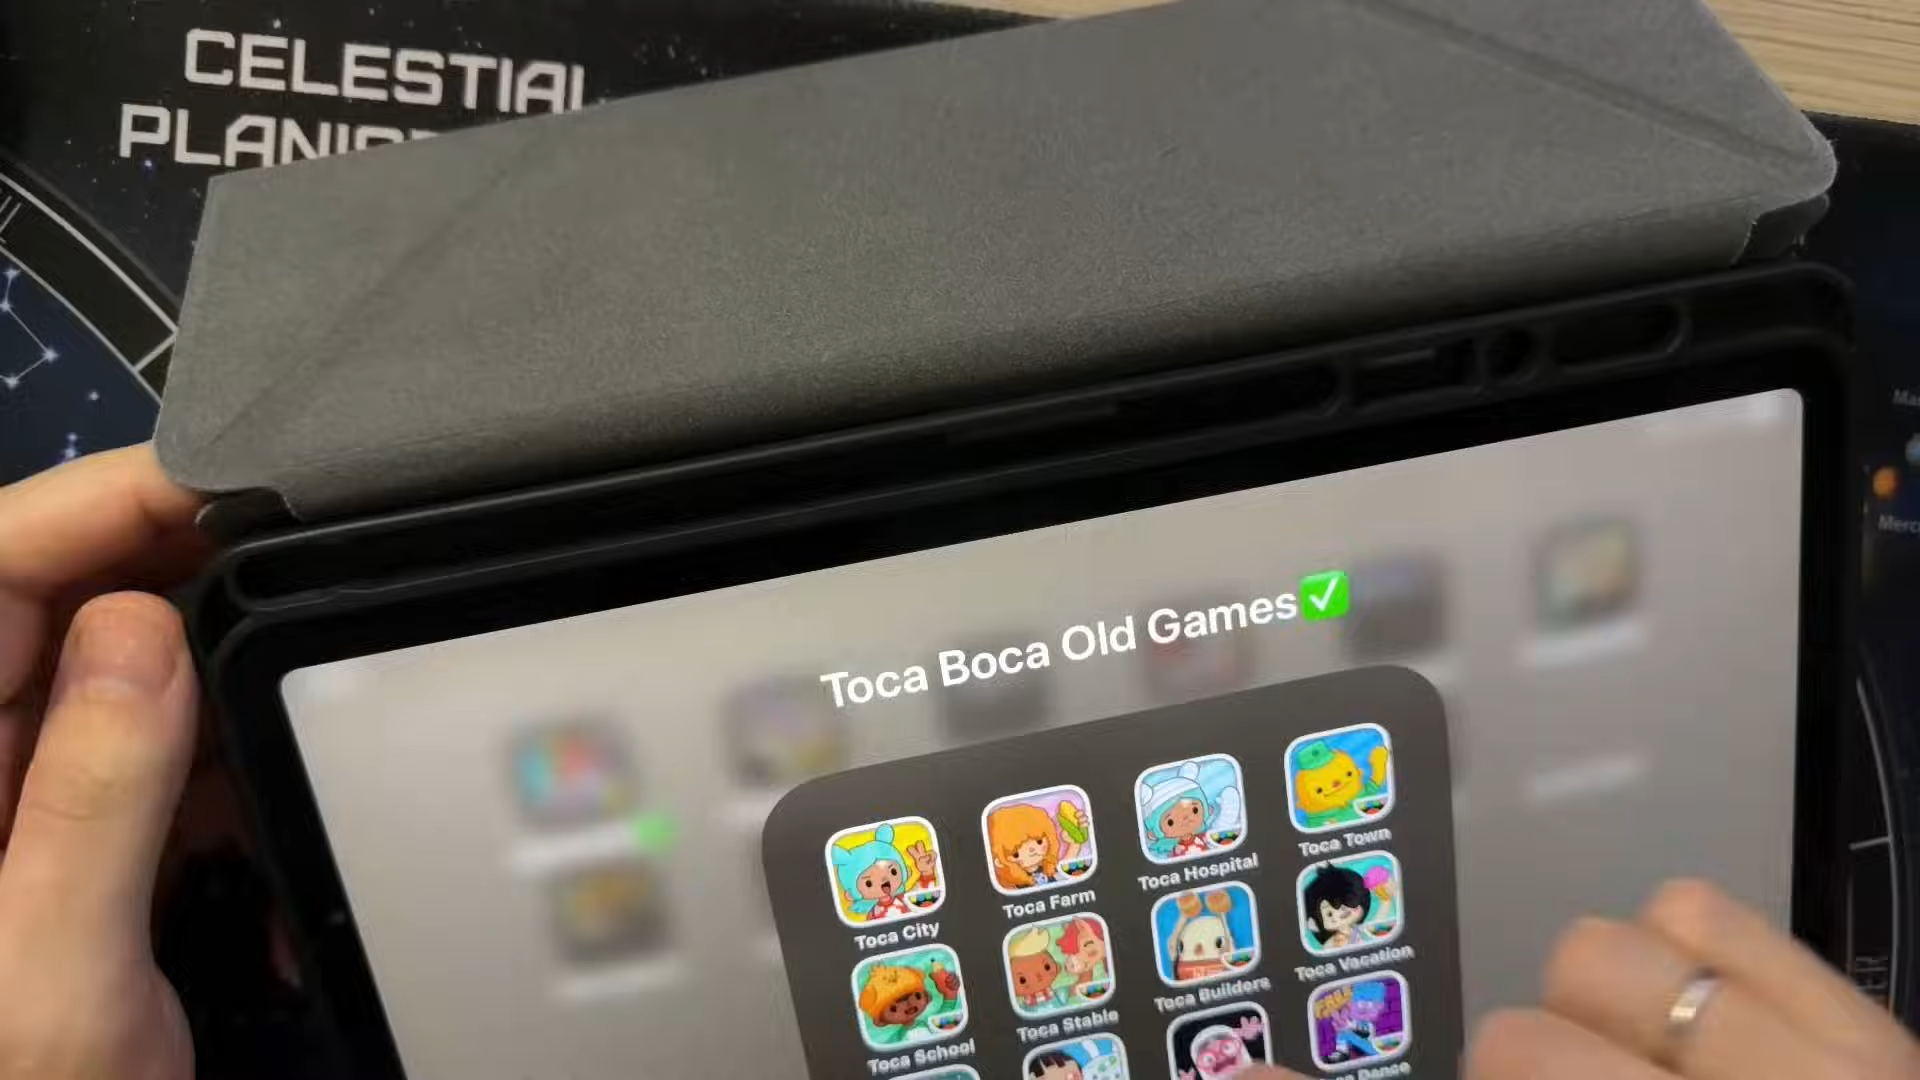 CELESTIAL
Toca Boca Old Games✅
Toca City
Toca Farm
Toca Hospital
Toca Town
Toca School
Toca Stable
Toca Builders
Toca Vacation
Dance